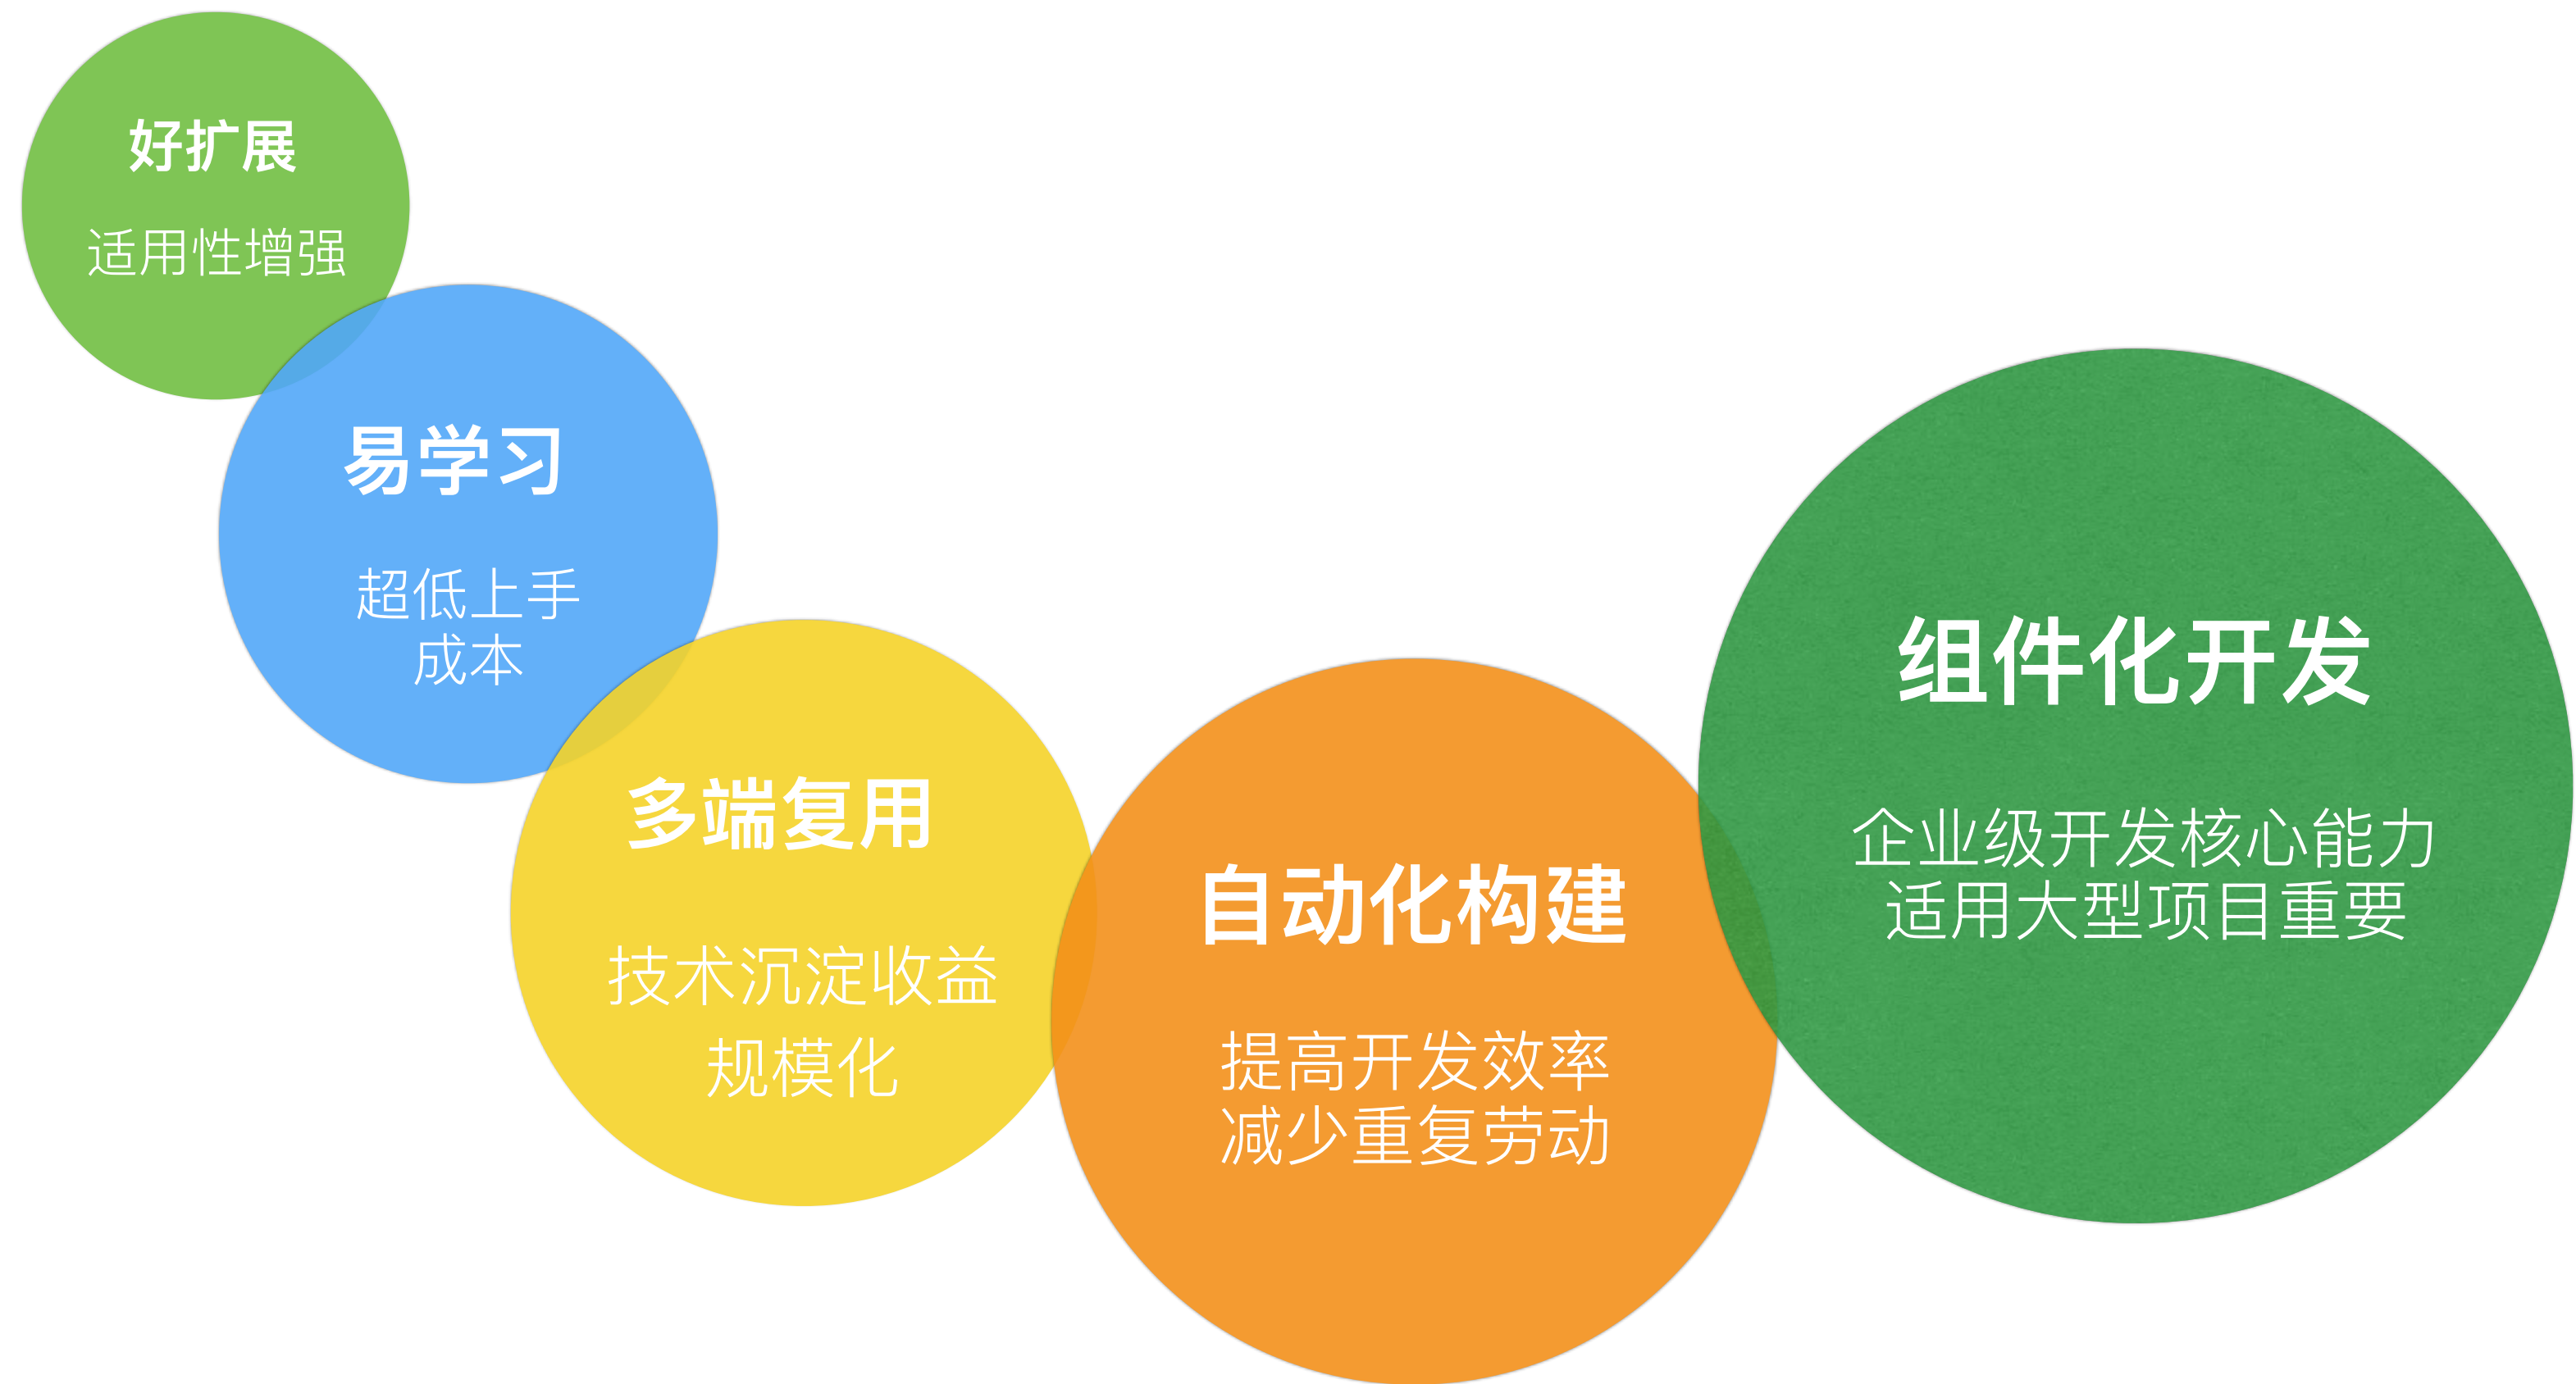 好扩展
适用性增强
易学习
超低上手
成本
多端复用
技术沉淀收益
规模化
自动化构建
提高开发效率
减少重复劳动
组件化开发
企业级开发核心能力
适用大型项目重要